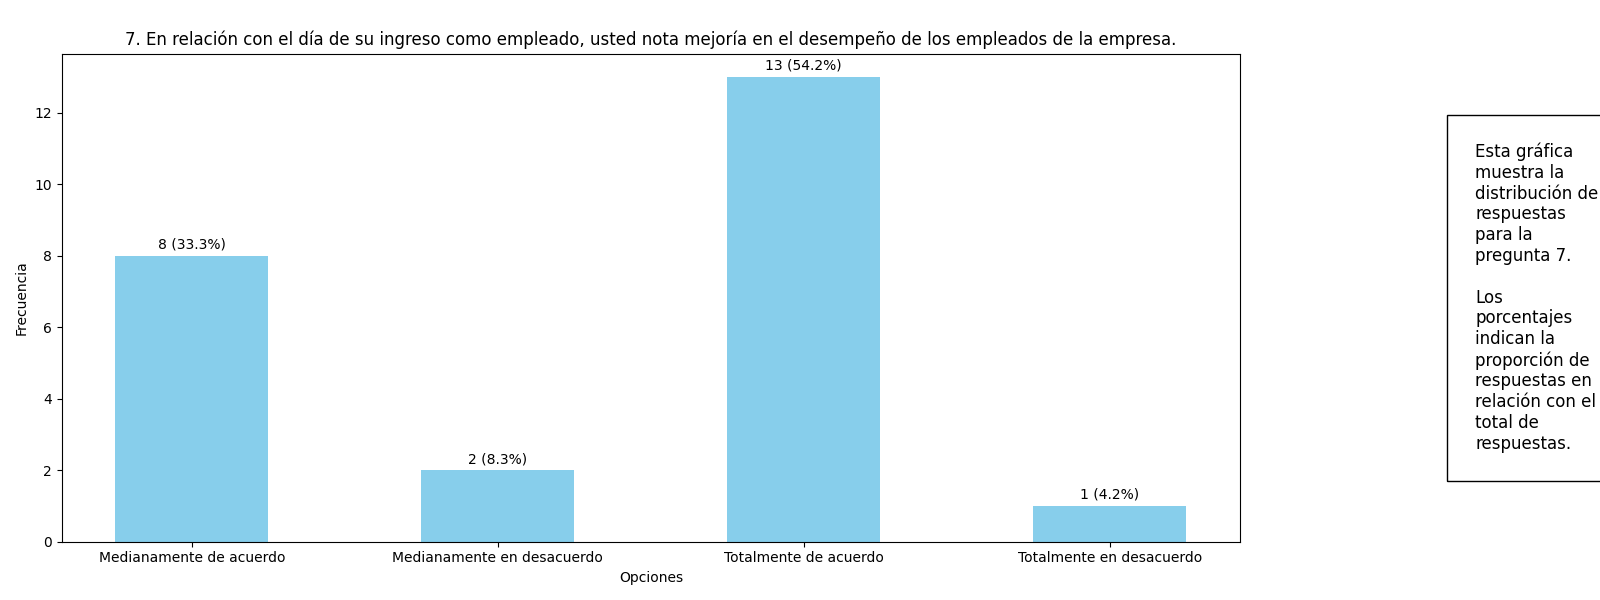 7. En relación con el día de su ingreso como empleado, usted nota mejoría en el desempeño de los empleados de la empresa.
13 (54.2%)
8 (33.3%)
2 (8.3%)
1 (4.2%)
12
10
8
6
4
2
0
Frecuencia
Medianamente de acuerdo
Medianamente en desacuerdo
Totalmente de acuerdo
Totalmente en desacuerdo
Opciones
Esta gráfica
muestra la
distribución de
respuestas
para la
pregunta 7.
Los
porcentajes
indican la
proporción de
respuestas en
relación con el
total de
respuestas.